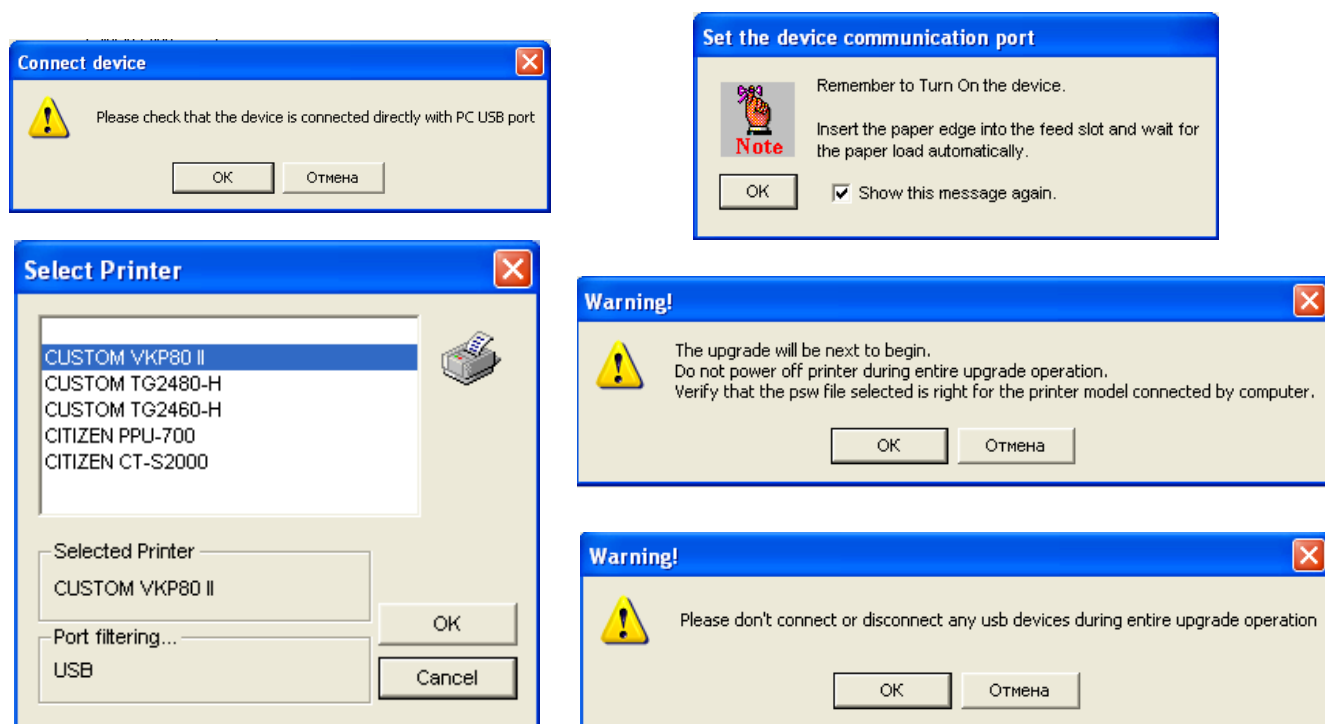 Connect device
Please check that the device is connected directly with PC USB port
OK
Отмена
Set the device communication port
Remember to Turn On the device.
Insert the paper edge into the feed slot and wait for
the paper load automatically.
Note
OK
Show this message again.
Select Printer
CUSTOM VKP80 II
CUSTOM TG2480-H
CUSTOM TG2460-H
CITIZEN PPU-700
CITIZEN CT-S2000
Selected Printer
CUSTOM VKP80 II
Port filtering...
USB
OK
Cancel
Warning!
The upgrade will be next to begin.
Do not power off printer during entire upgrade operation.
Verify that the psw file selected is right for the printer model connected by computer.
OK
Отмена
Warning!
Please don't connect or disconnect any usb devices during entire upgrade operation
OK
Отмена